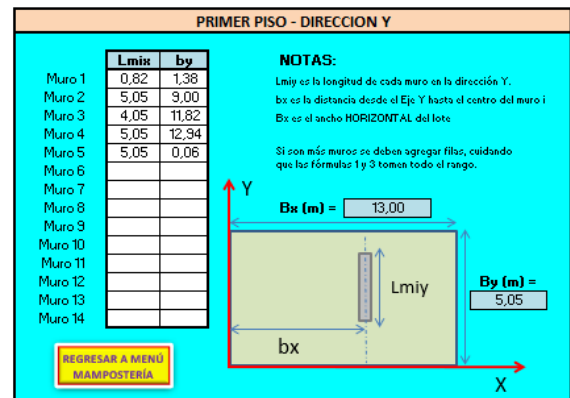 PRIMER PISO - DIRECCION Y
Lmix by
Muro 1 0,82 1,38
Muro 2 5,05 9,00
Muro 3 4,05 11,82
Muro 4 5,05 12,94
Muro 5 5,05 0,06
Muro 6
Muro 7
Muro 8
Muro 9
Muro 10
Muro 11
Muro 12
Muro 13
Muro 14
REGRESAR A MENÚ
MAMPOSTERÍA
NOTAS:
Lmiy es la longitud de cada muro en la dirección Y.
bx es la distancia desde el Eje Y hasta el centro del muro i
Bx es el ancho HORIZONTAL del lote
Si son más muros se deben agregar filas, cuidando
que las fórmulas 1 y 3 tomen todo el rango.
Y
Bx (m) = 13,00
Lmiy
By (m) =
5,05
bx
X